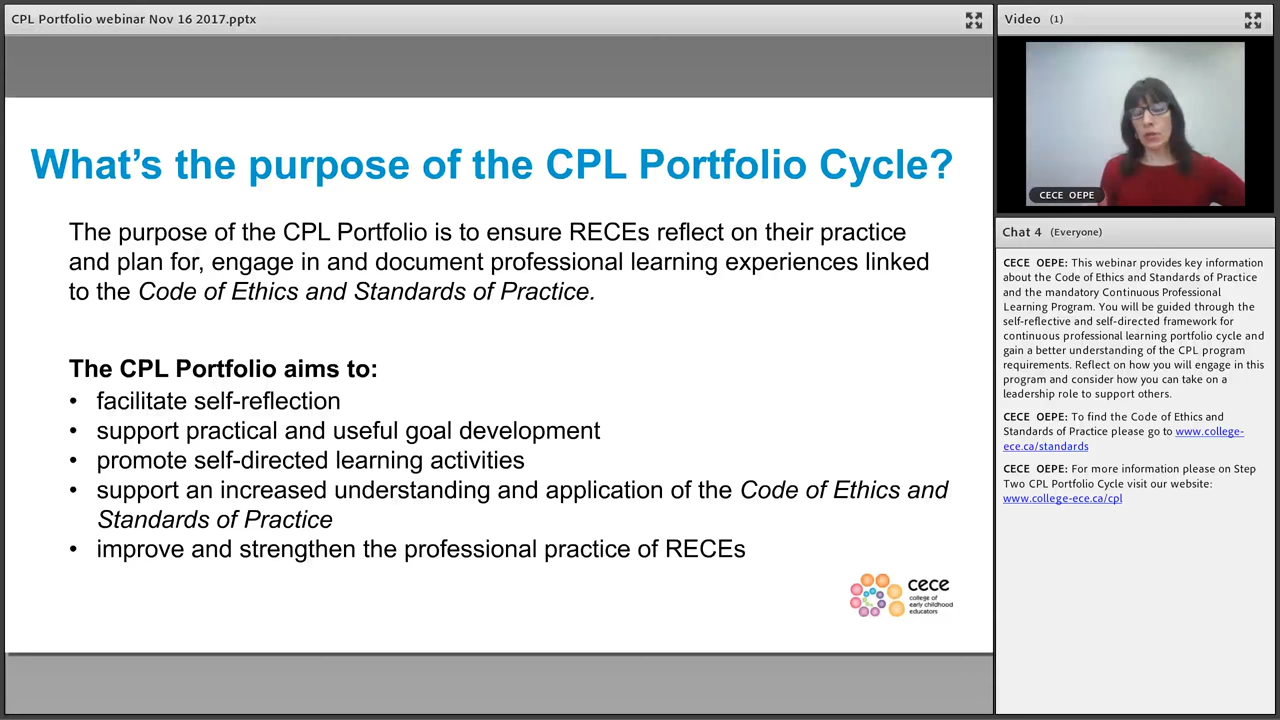 CPL Portfolio webinar Nov 16 2017.pptx
What's the purpose of the CPL Portfolio Cycle?
The purpose of the CPL Portfolio is to ensure RECEs reflect on their practice
and plan for, engage in and document professional learning experiences linked
to the Code of Ethics and Standards of Practice.
The CPL Portfolio aims to:
• facilitate self-reflection
• support practical and useful goal development
• promote self-directed learning activities
• support an increased understanding and application of the Code of Ethics and
Standards of Practice
• improve and strengthen the professional practice of RECEs
cece
college of
early childhood
educators
Video (1)
CECE OEPE
Chat 4 (Everyone)
CECE OEPE: This webinar provides key information
about the Code of Ethics and Standards of Practice
and the mandatory Continuous Professional
Learning Program. You will be guided through the
self-reflective and self-directed framework for
continuous professional learning portfolio cycle and
gain a better understanding of the CPL program
requirements. Reflect on how you will engage in this
program and consider how you can take on a
leadership role to support others.
CECE OEPE: To find the Code of Ethics and
Standards of Practice please go to www.college-
ece.ca/standards
CECE OEPE: For more information please on Step
Two CPL Portfolio Cycle visit our website:
www.college-ece.ca/cpl